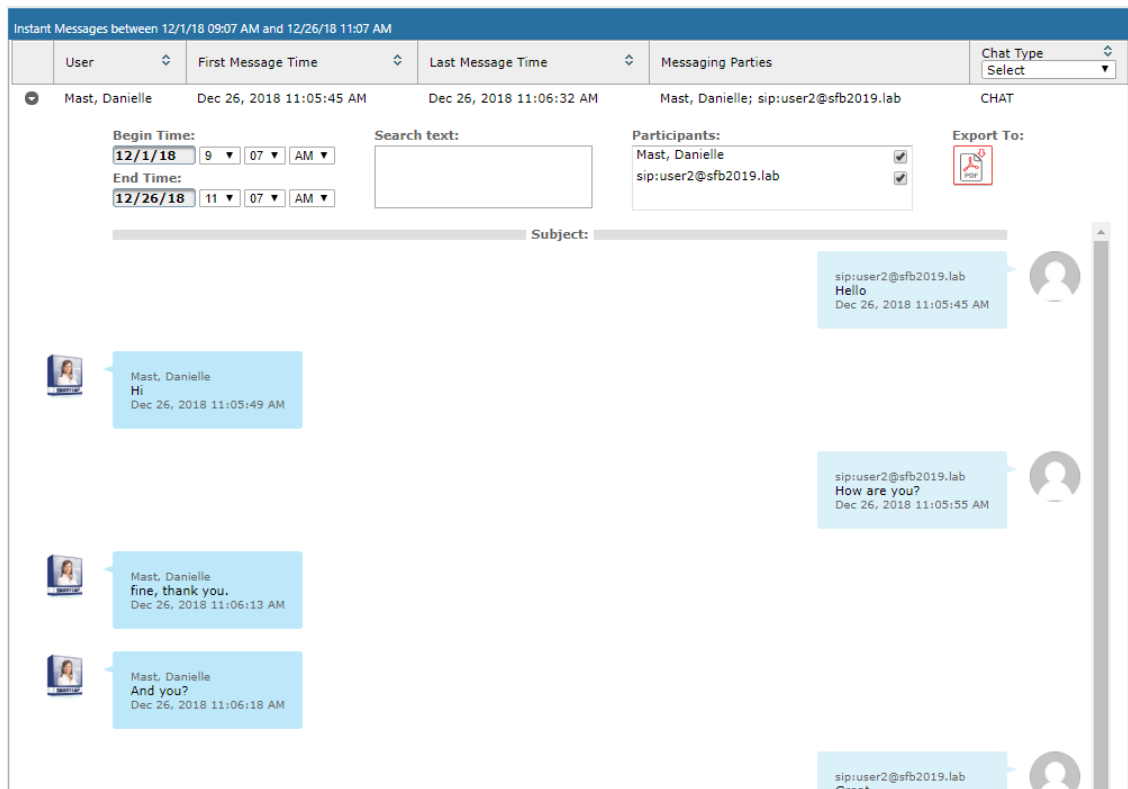 Instant Messages between 12/1/18 09:07 AM and 12/26/18 11:07 AM
User First Message Time Last Message Time Messaging Parties Chat Type
Select
Mast, Danielle Dec 26, 2018 11:05:45 AM Dec 26, 2018 11:06:32 AM Mast, Danielle; sip:user2@sfb2019.lab CHAT
Begin Time: Search text: Participants: Export To:
12/1/18 9 07 AM Mast, Danielle
PDF
End Time: sip:user2@sfb2019.lab
12/26/18 11 07 AM
Subject:
sip:user2@sfb2019.lab
Hello
Dec 26, 2018 11:05:45 AM
Mast, Danielle
Hi
Dec 26, 2018 11:05:49 AM
sip:user2@sfb2019.lab
How are you?
Dec 26, 2018 11:05:55 AM
Mast, Danielle
fine, thank you.
Dec 26, 2018 11:06:13 AM
Mast, Danielle
And you?
Dec 26, 2018 11:06:18 AM
sip:user2@sfb2019.lab